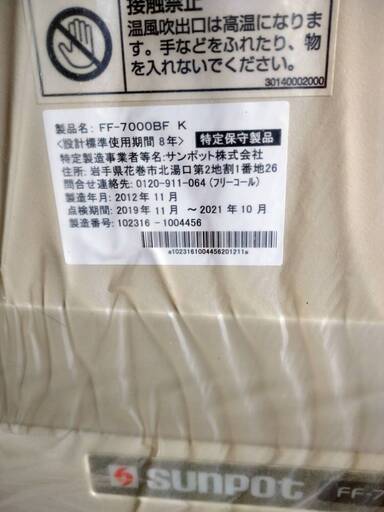 接触禁止
温風吹出口は高温になりま
す。手などをふれたり、物
を入れないでください。
30140002000
製品名: FF-7000BF K
<設計標準使用期間 8年> 特定保守製品
特定製造事業者等名:サンポット株式会社
住所:岩手県花巻市北湯口第2地割1番地26
問合せ連絡先: 0120-911-064 (フリーコール)
製造年月: 2012年 11月
点検期間: 2019年 11月 ～ 2021年 10月
製造番号: 102316 - 1004456
a1023161004456201211a
sunpot FF-7